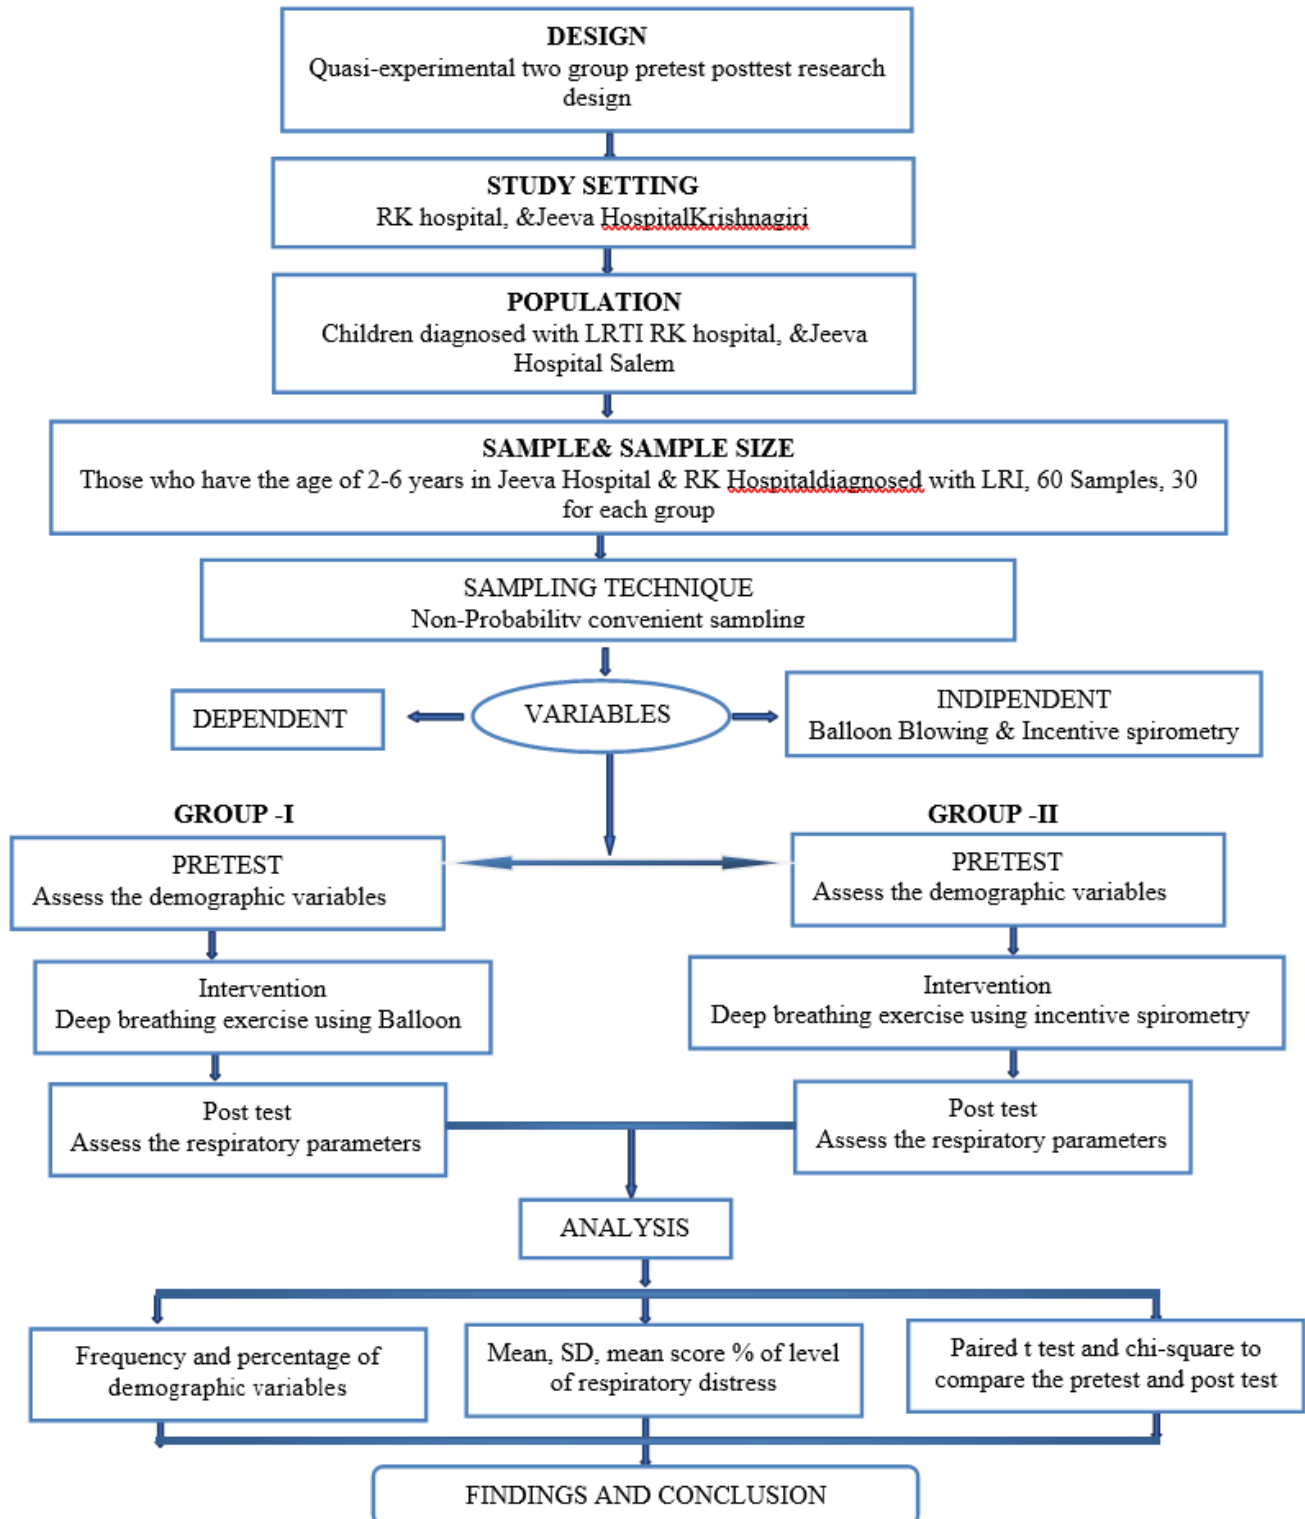 DESIGN
Quasi-experimental two group pretest posttest research
design
STUDY SETTING
RK hospital, &Jeeva HospitalKrishnagiri
POPULATION
Children diagnosed with LRTI RK hospital, &Jeeva
Hospital Salem
SAMPLE& SAMPLE SIZE
Those who have the age of 2-6 years in Jeeva Hospital & RK Hospitaldiagnosed with LRI, 60 Samples, 30
for each group
SAMPLING TECHNIQUE
Non-Probability convenient sampling
DEPENDENT
VARIABLES
INDIPENDENT
Balloon Blowing & Incentive spirometry
GROUP -I
GROUP -II
PRETEST
Assess the demographic variables
PRETEST
Assess the demographic variables
Intervention
Deep breathing exercise using Balloon
Intervention
Deep breathing exercise using incentive spirometry
Post test
Assess the respiratory parameters
Post test
Assess the respiratory parameters
ANALYSIS
Frequency and percentage of
demographic variables
Mean, SD, mean score % of level
of respiratory distress
Paired t test and chi-square to
compare the pretest and post test
FINDINGS AND CONCLUSION